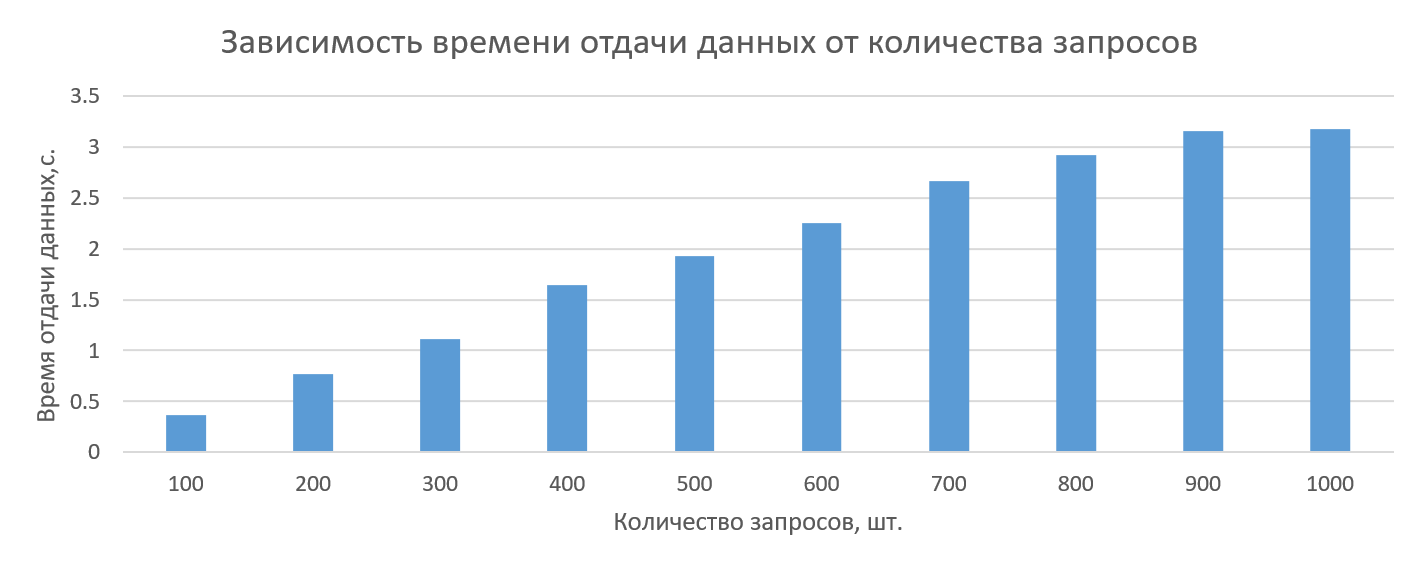 Зависимость времени отдачи данных от количества запросов
Время отдачи данных,с.
3.5
3
2.5
2
1.5
1
0.5
0
100 200 300 400 500 600 700 800 900 1000
Количество запросов, шт.